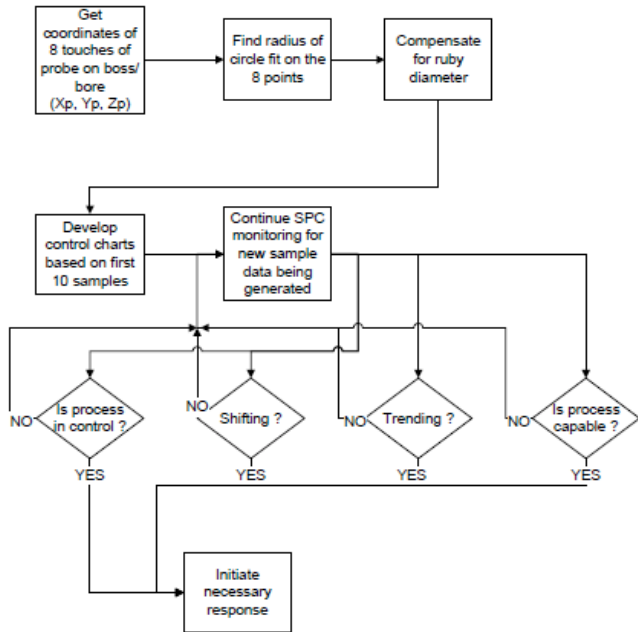 Get
coordinates of
8 touches of
probe on boss/
bore
(Xp, Yp, Zp)
Find radius of
circle fit on the
8 points
Compensate
for ruby
diameter
Develop
control charts
based on first
10 samples
Continue SPC
monitoring for
new sample
data being
generated
Is process
in control ?
NO
YES
Shifting ?
NO
YES
Trending ?
NO
YES
Is process
capable ?
NO
YES
Initiate
necessary
response